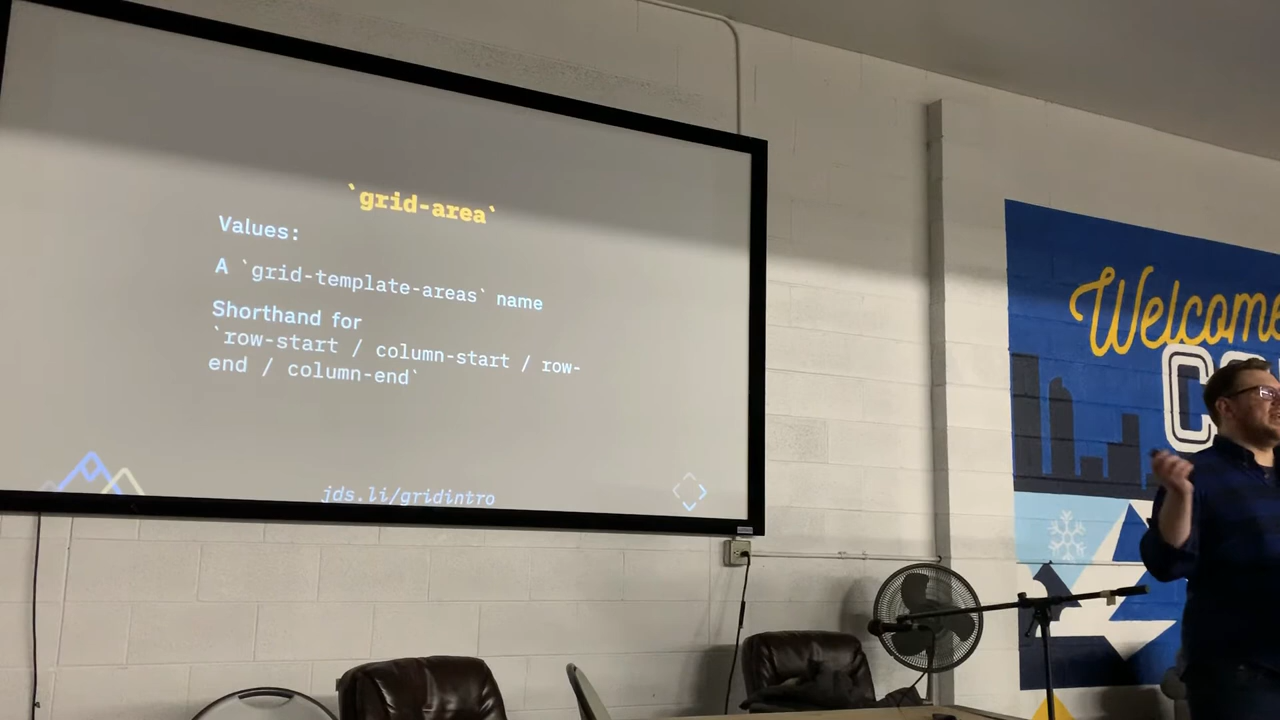 `grid-area`
Values:
A `grid-template-areas` name
Shorthand for
`row-start / column-start / row-
end / column-end`
jds.li/gridintro
Welcome